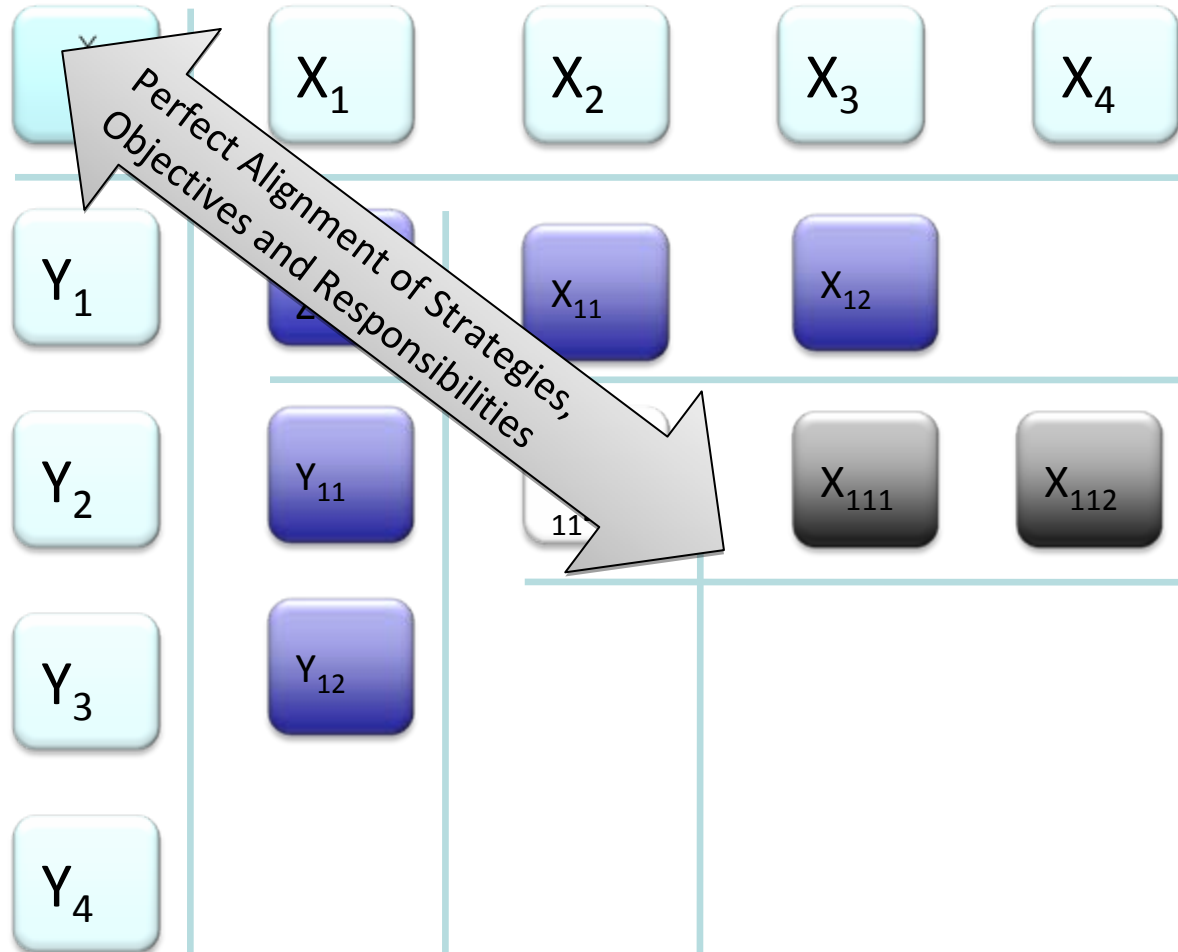 X₁
X₂
X₃
X₄
Perfect Alignment of Strategies,
Objectives and Responsibilities
Y₁
X₁₁
X₁₂
Y₂
Y₁₁
X₁₁₁
X₁₁₂
Y₃
Y₁₂
Y₄